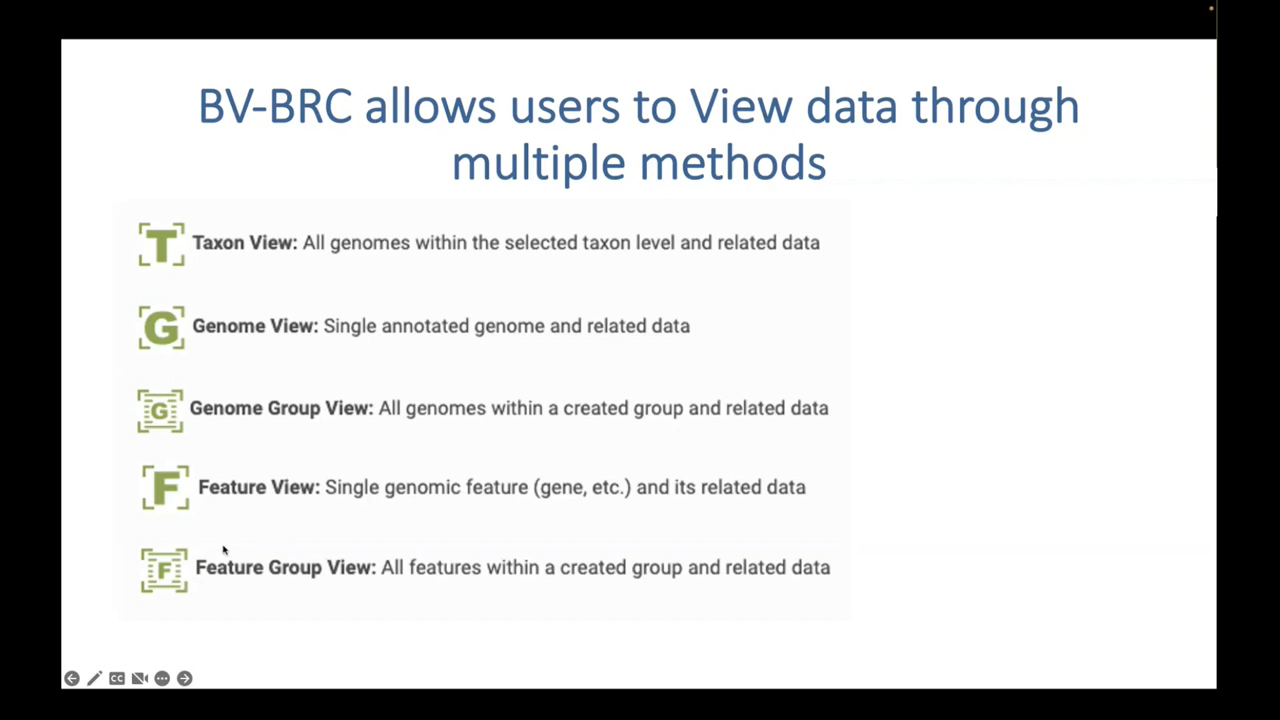 BV-BRC allows users to View data through
multiple methods
T Taxon View: All genomes within the selected taxon level and related data
G Genome View: Single annotated genome and related data
G Genome Group View: All genomes within a created group and related data
F Feature View: Single genomic feature (gene, etc.) and its related data
F Feature Group View: All features within a created group and related data
CC